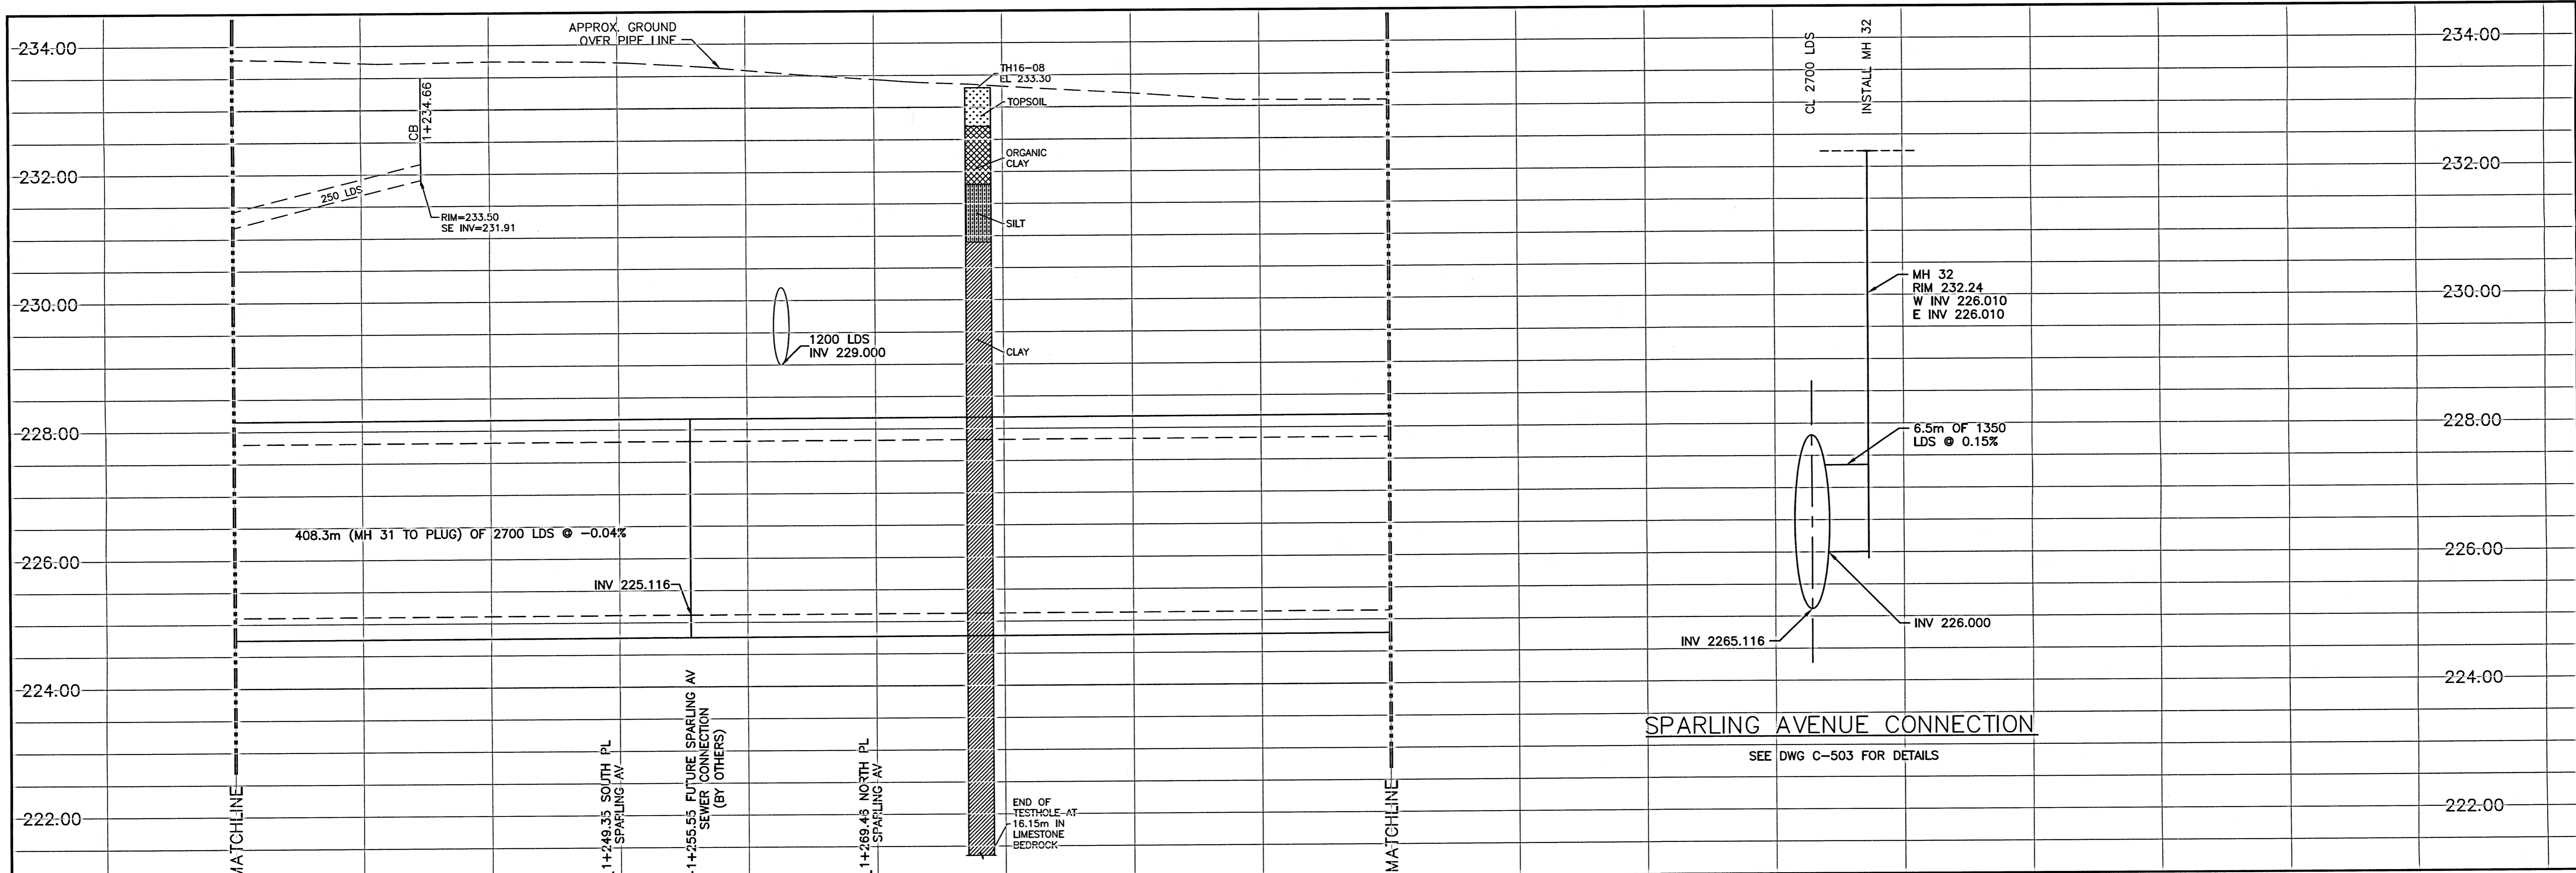 234.00
232.00
230.00
228.00
226.00
224.00
222.00
MATCHLINE
APPROX. GROUND
OVER PIPE LINE
CB
1+234.66
250 LDS
RIM=233.50
SE INV=231.91
1200 LDS
INV 229.000
408.3m (MH 31 TO PLUG) OF 2700 LDS @ -0.04%
INV 225.116
1+249.35 SOUTH PL
SPARLING AV
1+255.55 FUTURE SPARLING AV
SEWER CONNECTION
(BY OTHERS)
1+269.46 NORTH PL
SPARLING AV
TH16-08
EL 233.30
TOPSOIL
ORGANIC
CLAY
SILT
CLAY
END OF
TESTHOLE AT
16.15m IN
LIMESTONE
BEDROCK
MATCHLINE
CL 2700 LDS
INSTALL MH 32
MH 32
RIM 232.24
W INV 226.010
E INV 226.010
6.5m OF 1350
LDS @ 0.15%
INV 226.000
INV 2265.116
SPARLING AVENUE CONNECTION
SEE DWG C-503 FOR DETAILS
234.00
232.00
230.00
228.00
226.00
224.00
222.00